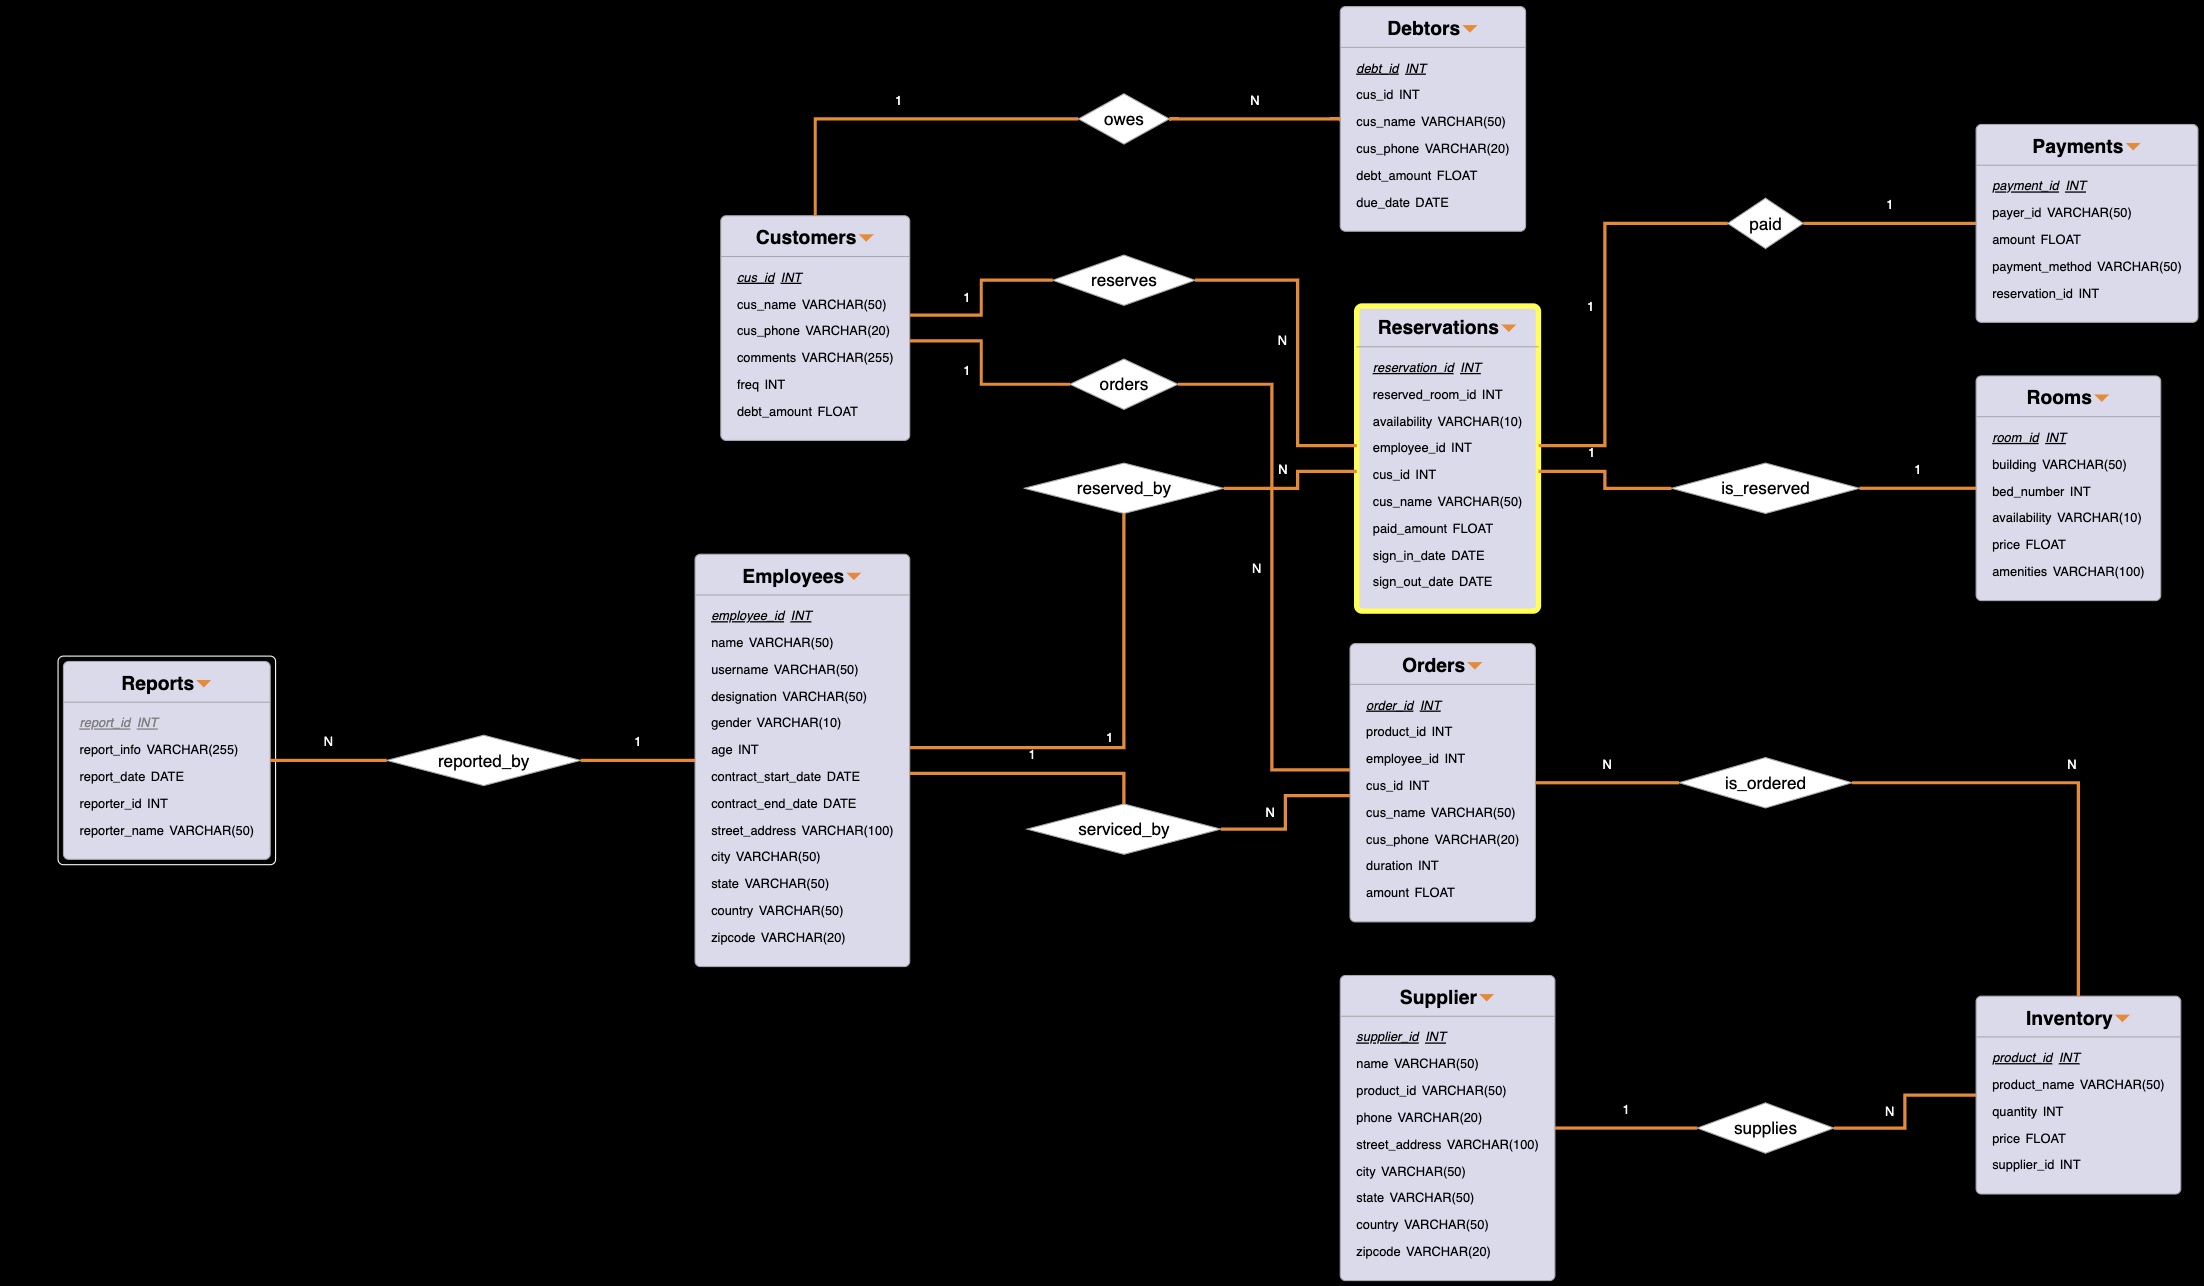 Debtors
debt_id INT
cus_id INT
cus_name VARCHAR(50)
cus_phone VARCHAR(20)
debt_amount FLOAT
due_date DATE
1
owes
N
Payments
payment_id INT
payer_id VARCHAR(50)
amount FLOAT
payment_method VARCHAR(50)
reservation_id INT
1
paid
1
Customers
cus_id INT
cus_name VARCHAR(50)
cus_phone VARCHAR(20)
comments VARCHAR(255)
freq INT
debt_amount FLOAT
1
reserves
N
1
orders
N
Reservations
reservation_id INT
reserved_room_id INT
availability VARCHAR(10)
employee_id INT
cus_id INT
cus_name VARCHAR(50)
paid_amount FLOAT
sign_in_date DATE
sign_out_date DATE
1
is_reserved
1
Rooms
room_id INT
building VARCHAR(50)
bed_number INT
availability VARCHAR(10)
price FLOAT
amenities VARCHAR(100)
reserved_by
N
1
Employees
employee_id INT
name VARCHAR(50)
username VARCHAR(50)
designation VARCHAR(50)
gender VARCHAR(10)
age INT
contract_start_date DATE
contract_end_date DATE
street_address VARCHAR(100)
city VARCHAR(50)
state VARCHAR(50)
country VARCHAR(50)
zipcode VARCHAR(20)
Reports
report_id INT
report_info VARCHAR(255)
report_date DATE
reporter_id INT
reporter_name VARCHAR(50)
N
reported_by
1
1
serviced_by
N
Orders
order_id INT
product_id INT
employee_id INT
cus_id INT
cus_name VARCHAR(50)
cus_phone VARCHAR(20)
duration INT
amount FLOAT
N
is_ordered
N
Supplier
supplier_id INT
name VARCHAR(50)
product_id VARCHAR(50)
phone VARCHAR(20)
street_address VARCHAR(100)
city VARCHAR(50)
state VARCHAR(50)
country VARCHAR(50)
zipcode VARCHAR(20)
1
supplies
N
Inventory
product_id INT
product_name VARCHAR(50)
quantity INT
price FLOAT
supplier_id INT